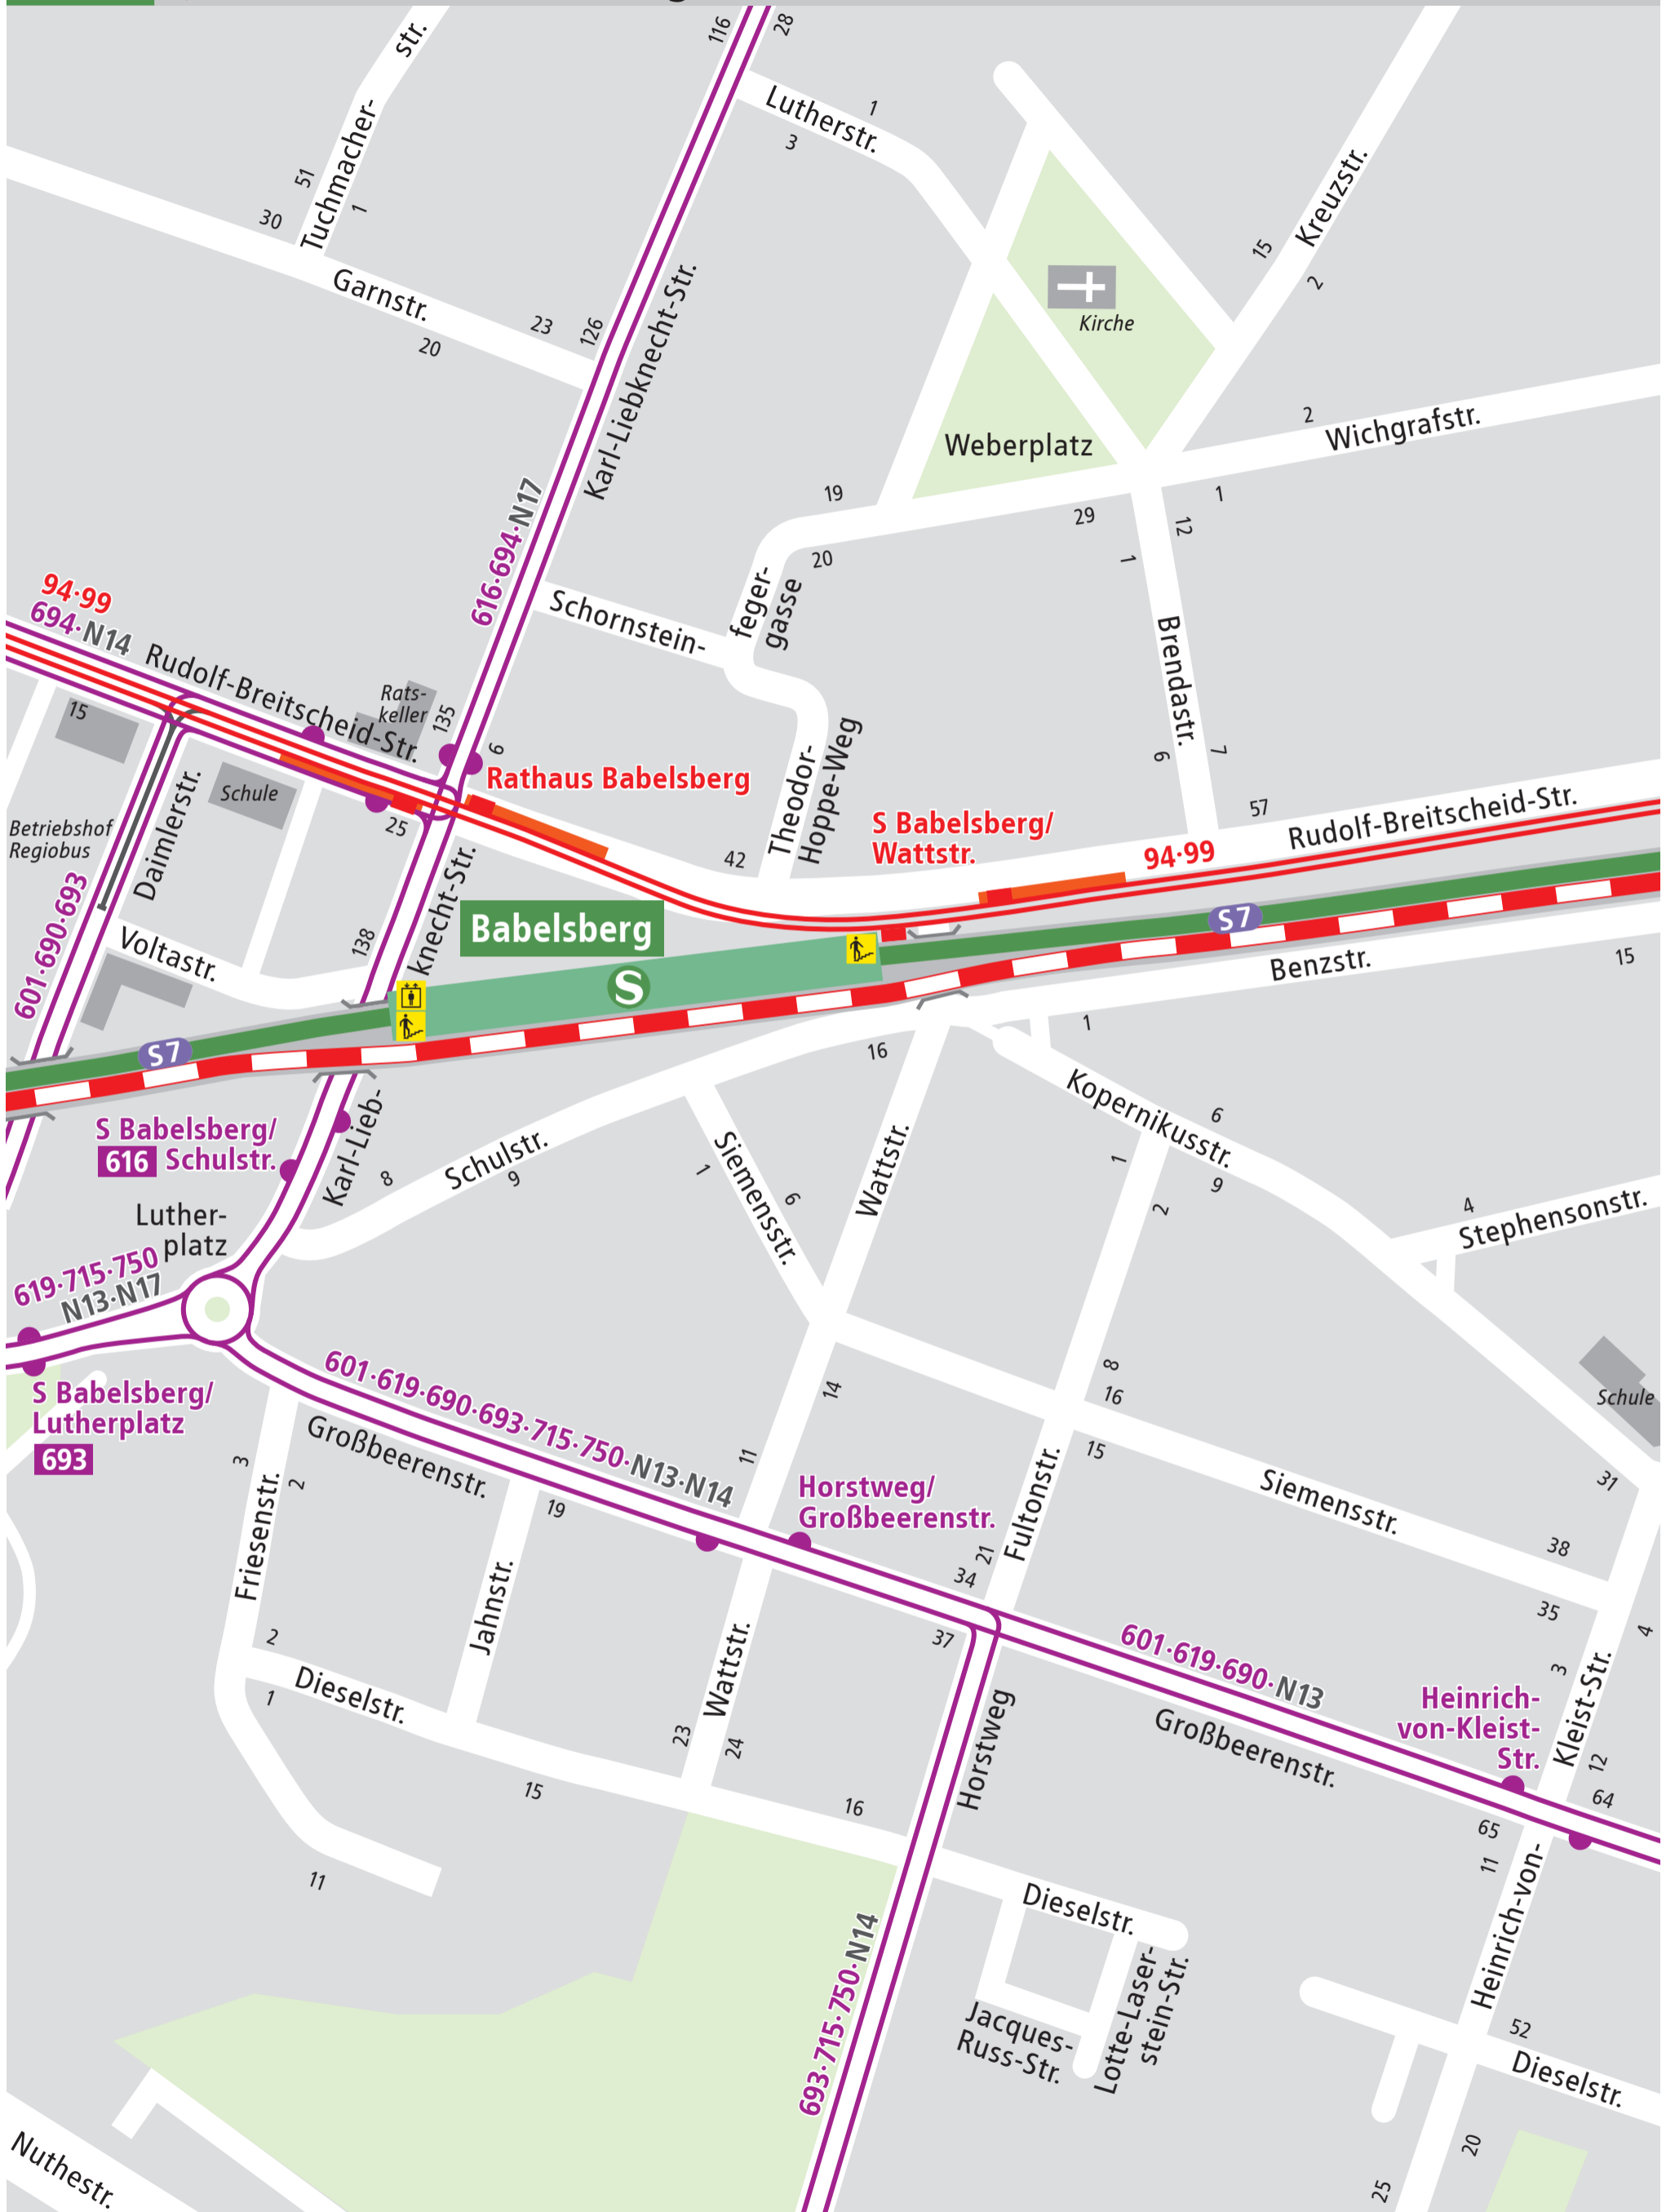 116
28
str.
Tuchmacher-
51
1
30
Lutherstr.
1
3
Kreuzstr.
15
2
Garnstr.
20
23
126
Karl-Liebknecht-Str.
Kirche
Weberplatz
2
Wichgrafstr.
1
19
29
12
1
20
616·694·N17
94·99
694·N14
Schornstein-
feger-
gasse
Brendastr.
6
7
Rudolf-Breitscheid-Str.
Rats-
keller
135
6
15
Schule
Rathaus Babelsberg
Theodor-
Hoppe-Weg
57
Rudolf-Breitscheid-Str.
Betriebshof
Regiobus
Daimlerstr.
25
42
S Babelsberg/
Wattstr.
94·99
601·690·693
knecht-Str.
138
Babelsberg
S
S7
Voltastr.
Benzstr.
15
1
S7
16
Kopernikusstr.
6
9
S Babelsberg/
616 Schulstr.
Karl-Lieb-
8
Schulstr.
9
1
Siemensstr.
6
Wattstr.
1
2
4
Stephensonstr.
Luther-
platz
619·715·750
N13·N17
S Babelsberg/
Lutherplatz
693
601·619·690·693·715·750·N13·N14
Großbeerenstr.
14
11
8
16
15
Schule
31
3
2
Friesenstr.
19
Jahnstr.
Horstweg/
Großbeerenstr.
Fultonstr.
21
34
Siemensstr.
38
35
37
601·619·690·N13
Großbeerenstr.
3
4
Kleist-Str.
12
64
Heinrich-
von-Kleist-
Str.
2
1
Dieselstr.
Wattstr.
23
24
Horstweg
15
16
11
65
11
Heinrich-von-
Dieselstr.
Jacques-
Russ-Str.
Lotte-Laser-
stein-Str.
693·715·750·N14
52
Dieselstr.
20
25
Nuthestr.